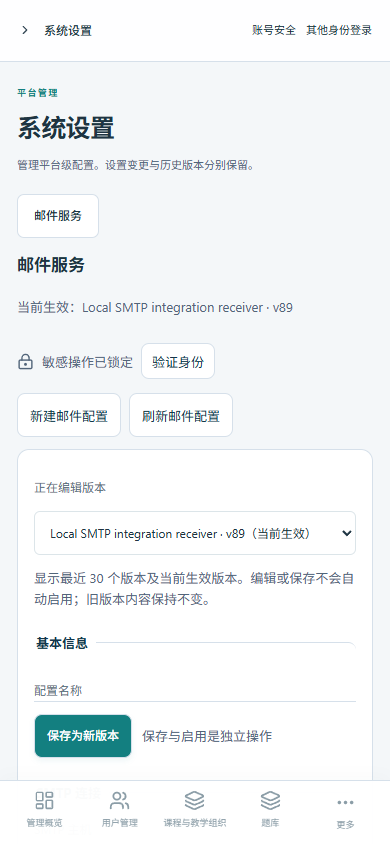 系统设置
账号安全 其他身份登录
平台管理
系统设置
管理平台级配置。设置变更与历史版本分别保留。
邮件服务
邮件服务
当前生效：Local SMTP integration receiver · v89
敏感操作已锁定 验证身份
新建邮件配置 刷新邮件配置
正在编辑版本
Local SMTP integration receiver · v89（当前生效）
显示最近 30 个版本及当前生效版本。编辑或保存不会自
动启用；旧版本内容保持不变。
基本信息
配置名称
保存为新版本 保存与启用是独立操作
管理概览 用户管理 课程与教学组织 题库 更多